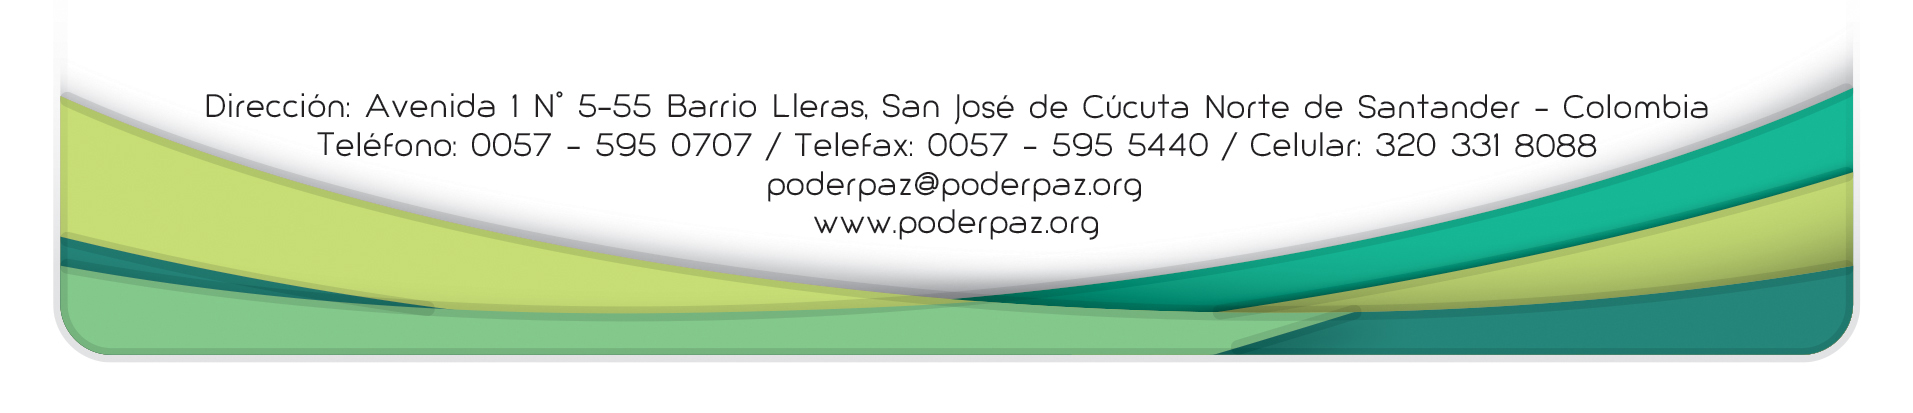 Dirección: Avenida 1 N° 5-55 Barrio Lleras, San José de Cúcuta Norte de Santander - Colombia
Teléfono: 0057 - 595 0707 / Telefax: 0057 - 595 5440 / Celular: 320 331 8088
poderpaz@poderpaz.org
www.poderpaz.org